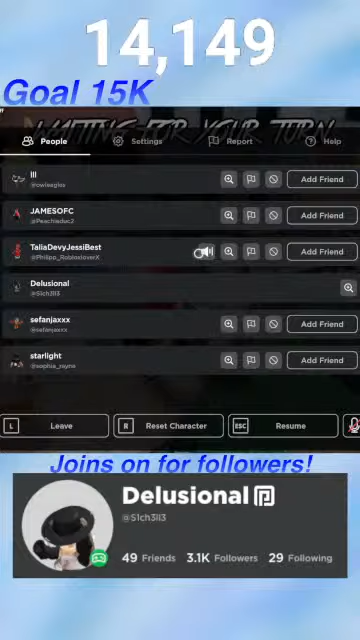 14,149
Goal 15K
WAITING FOR YOUR TURN
People
Settings
Report
Help
lll
Add Friend
JAMESOFC
@Peachiedac2
Add Friend
TaliaDevyJessiBest
@Philipp_RobloxloverX
Add Friend
Delusional
@S1ch3ll3
sefanjaxxx
@sefanjaxxx
Add Friend
starlight
@sophia_rayne
Add Friend
L Leave
R Reset Character
ESC Resume
Joins on for followers!
Delusional
@S1ch3ll3
49 Friends 3.1K Followers 29 Following